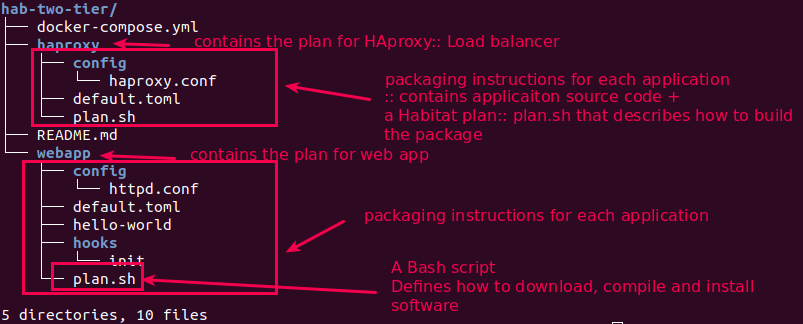 hab-two-tier/
docker-compose.yml
haproxy
contains the plan for HAproxy:: Load balancer
config
haproxy.conf
default.toml
plan.sh
packaging instructions for each application
:: contains applicaiton source code +
a Habitat plan:: plan.sh that describes how to build
the package
README.md
webapp
contains the plan for web app
config
httpd.conf
default.toml
hello-world
hooks
init
plan.sh
packaging instructions for each application
A Bash script
Defines how to download, compile and install
software
5 directories, 10 files